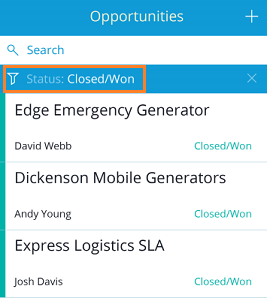 Opportunities
Search
Status: Closed/Won
Edge Emergency Generator
David Webb Closed/Won
Dickenson Mobile Generators
Andy Young Closed/Won
Express Logistics SLA
Josh Davis Closed/Won